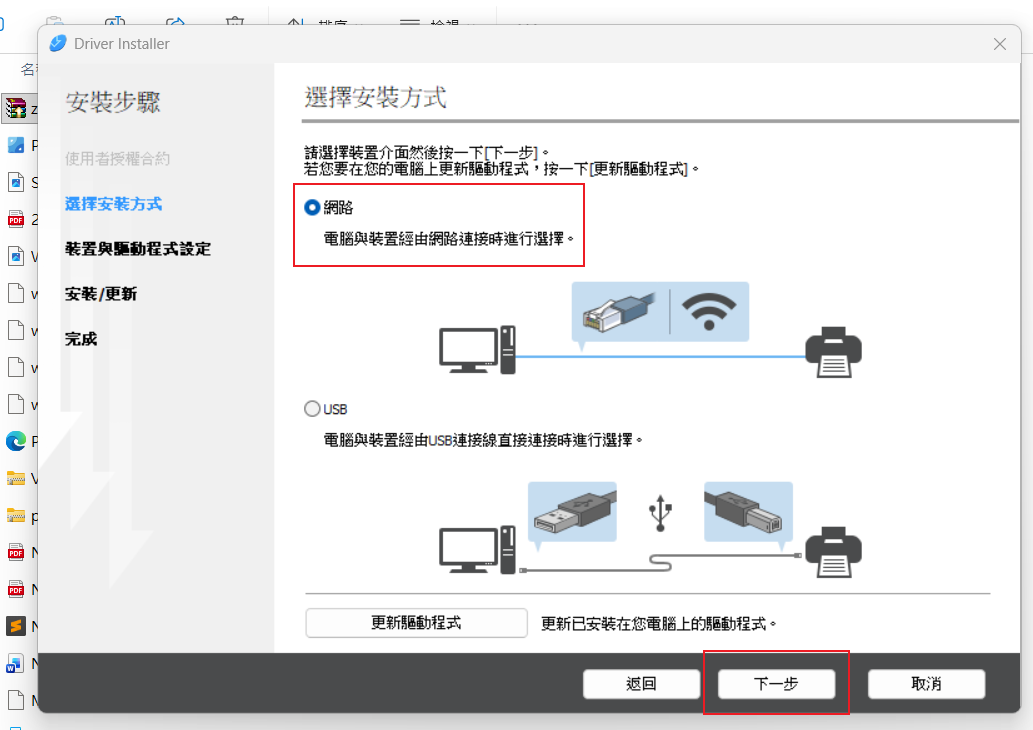 排序
檢視
Driver Installer
安裝步驟
使用者授權合約
選擇安裝方式
裝置與驅動程式設定
安裝/更新
完成
選擇安裝方式
請選擇裝置介面然後按一下[下一步]。
若您要在您的電腦上更新驅動程式，按一下[更新驅動程式]。
網路
電腦與裝置經由網路連接時進行選擇。
USB
電腦與裝置經由USB連接線直接連接時進行選擇。
更新驅動程式
更新已安裝在您電腦上的驅動程式。
返回
下一步
取消